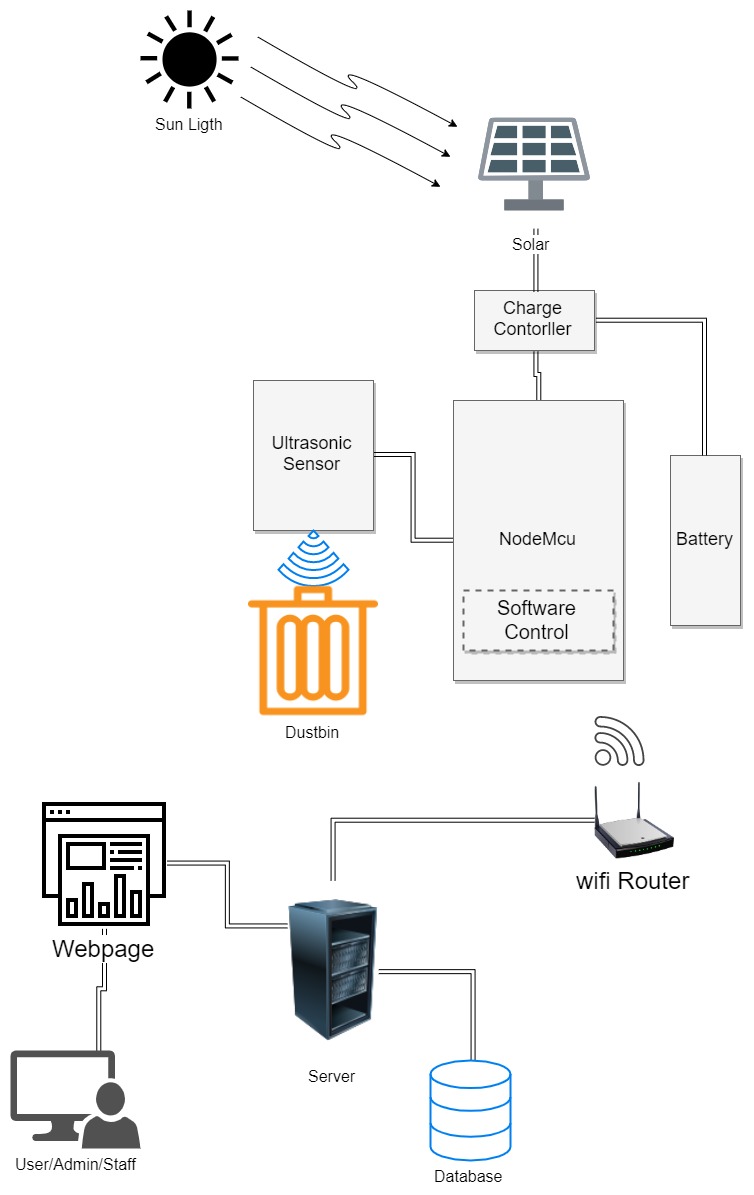 Sun Ligth
Solar
Charge
Contorller
Ultrasonic
Sensor
NodeMcu
Battery
Software
Control
Dustbin
wifi Router
Webpage
Server
User/Admin/Staff
Database